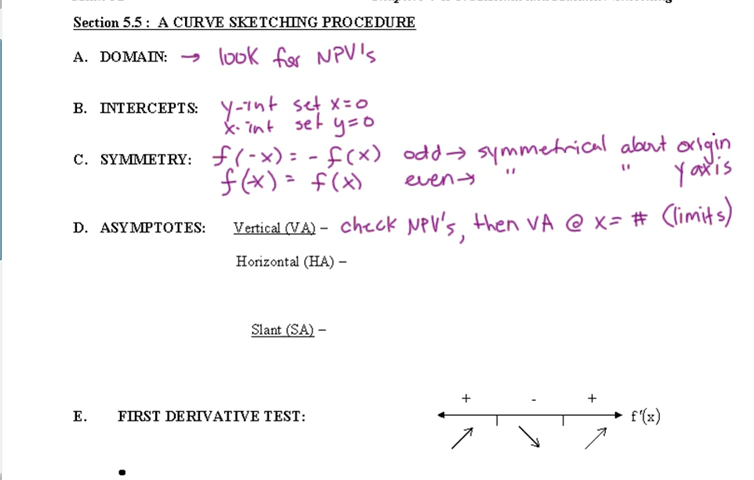 Section 5.5 : A CURVE SKETCHING PROCEDURE
A. DOMAIN: → look for NPV's
B. INTERCEPTS: y-int set x=0
x-int set y=0
C. SYMMETRY: f(-x) = - f(x) odd → symmetrical about origin
f(-x) = f(x) even → " " y axis
D. ASYMPTOTES: Vertical (VA) – check NPV's, then VA @ x= # (limits)
Horizontal (HA) –
Slant (SA) –
+ - +
E. FIRST DERIVATIVE TEST: f'(x)